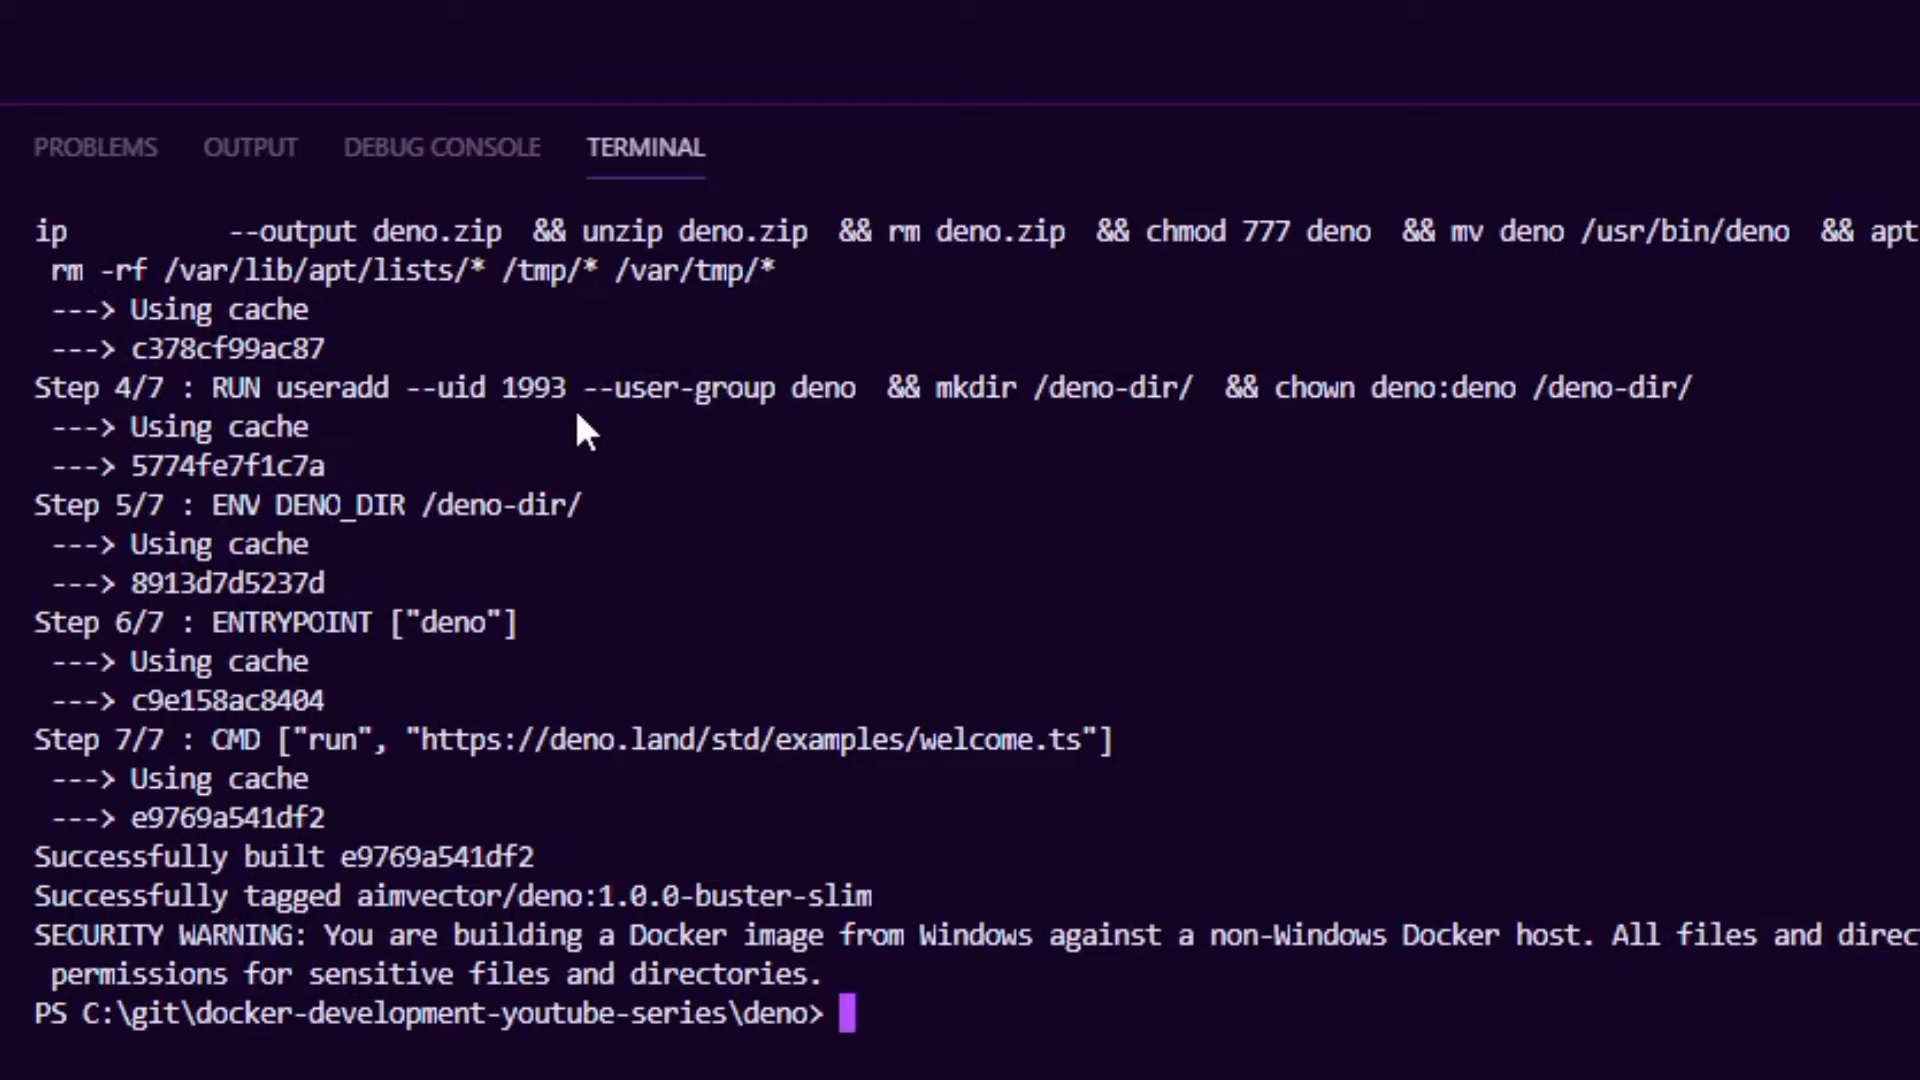 PROBLEMS OUTPUT DEBUG CONSOLE TERMINAL
ip          --output deno.zip  && unzip deno.zip  && rm deno.zip  && chmod 777 deno  && mv deno /usr/bin/deno  && apt
 rm -rf /var/lib/apt/lists/* /tmp/* /var/tmp/*
 ---> Using cache
 ---> c378cf99ac87
Step 4/7 : RUN useradd --uid 1993 --user-group deno  && mkdir /deno-dir/  && chown deno:deno /deno-dir/
 ---> Using cache
 ---> 5774fe7f1c7a
Step 5/7 : ENV DENO_DIR /deno-dir/
 ---> Using cache
 ---> 8913d7d5237d
Step 6/7 : ENTRYPOINT ["deno"]
 ---> Using cache
 ---> c9e158ac8404
Step 7/7 : CMD ["run", "https://deno.land/std/examples/welcome.ts"]
 ---> Using cache
 ---> e9769a541df2
Successfully built e9769a541df2
Successfully tagged aimvector/deno:1.0.0-buster-slim
SECURITY WARNING: You are building a Docker image from Windows against a non-Windows Docker host. All files and direc
 permissions for sensitive files and directories.
PS C:\git\docker-development-youtube-series\deno>